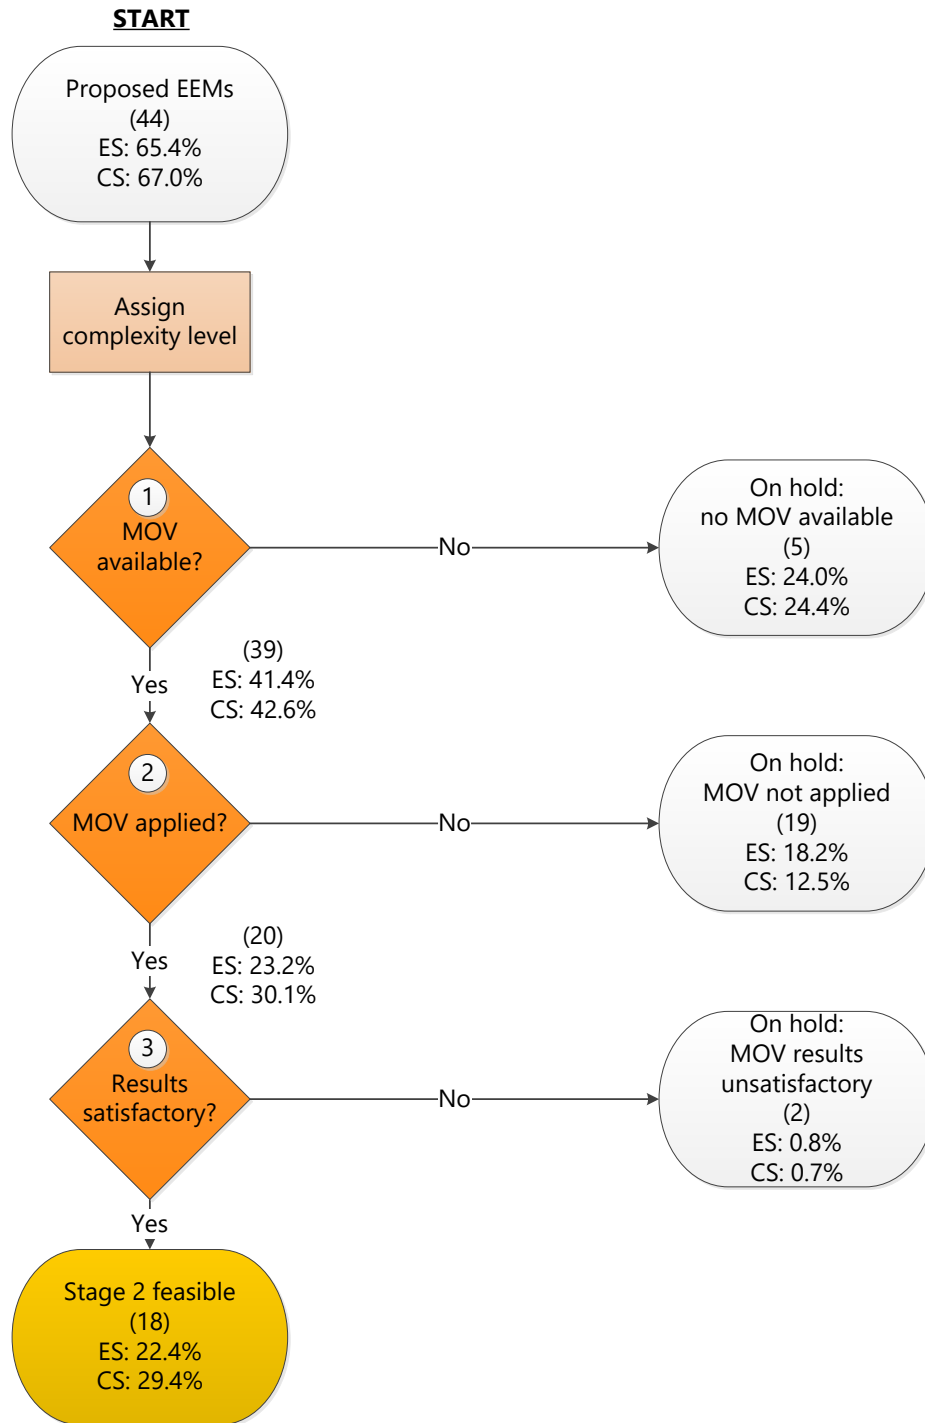 START
Proposed EEMs
(44)
ES: 65.4%
CS: 67.0%
Assign
complexity level
1
MOV
available?
No
On hold:
no MOV available
(5)
ES: 24.0%
CS: 24.4%
Yes
(39)
ES: 41.4%
CS: 42.6%
2
MOV applied?
No
On hold:
MOV not applied
(19)
ES: 18.2%
CS: 12.5%
Yes
(20)
ES: 23.2%
CS: 30.1%
3
Results
satisfactory?
No
On hold:
MOV results
unsatisfactory
(2)
ES: 0.8%
CS: 0.7%
Yes
Stage 2 feasible
(18)
ES: 22.4%
CS: 29.4%